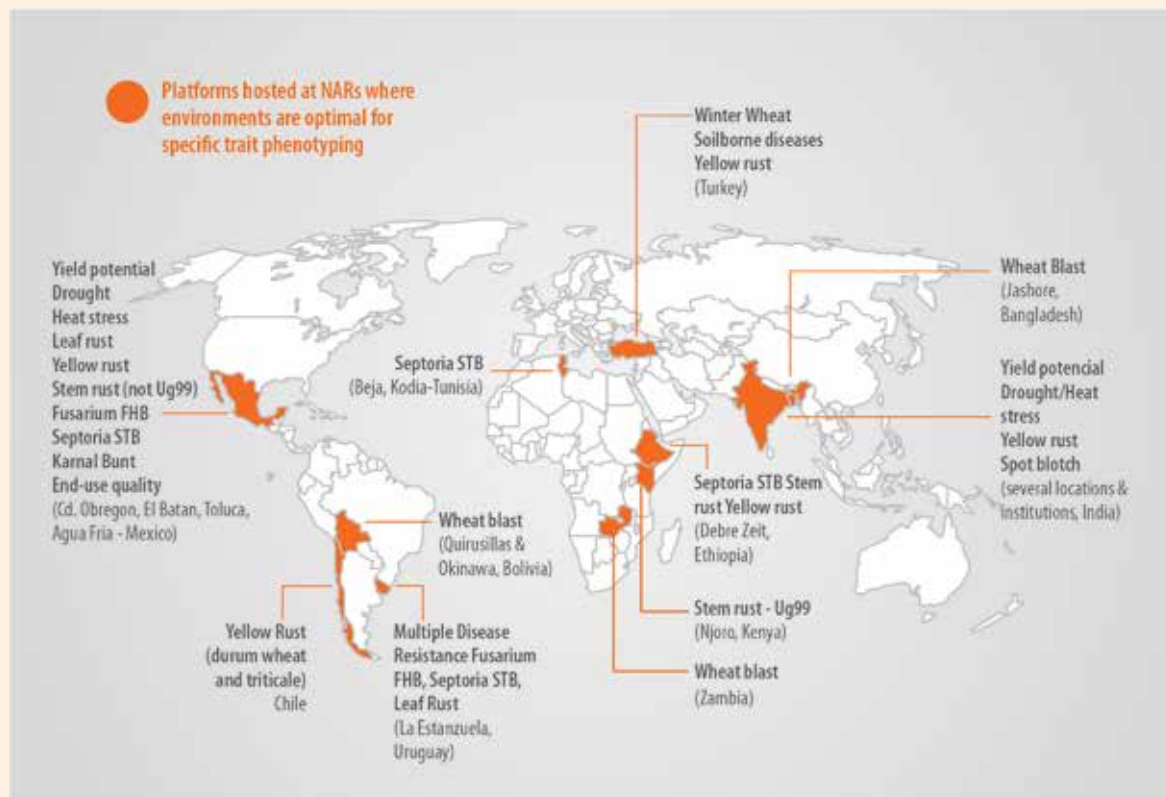 Platforms hosted at NARs where
environments are optimal for
specific trait phenotyping
Winter Wheat
Soilborne diseases
Yellow rust
(Turkey)
Yield potential
Drought
Heat stress
Leaf rust
Yellow rust
Stem rust (not Ug99)
Fusarium FHB
Septoria STB
Karnal Bunt
End-use quality
(Cd. Obregon, El Batan, Toluca,
Agua Fria - Mexico)
Septoria STB
(Beja, Kodia-Tunisia)
Wheat Blast
(Jashore,
Bangladesh)
Yield potencial
Drought/Heat
stress
Yellow rust
Spot blotch
(several locations &
institutions, India)
Septoria STB Stem
rust Yellow rust
(Debre Zeit,
Ethiopia)
Wheat blast
(Quirusillas &
Okinawa, Bolivia)
Stem rust - Ug99
(Njoro, Kenya)
Wheat blast
(Zambia)
Yellow Rust
(durum wheat
and triticale)
Chile
Multiple Disease
Resistance Fusarium
FHB, Septoria STB,
Leaf Rust
(La Estanzuela,
Uruguay)